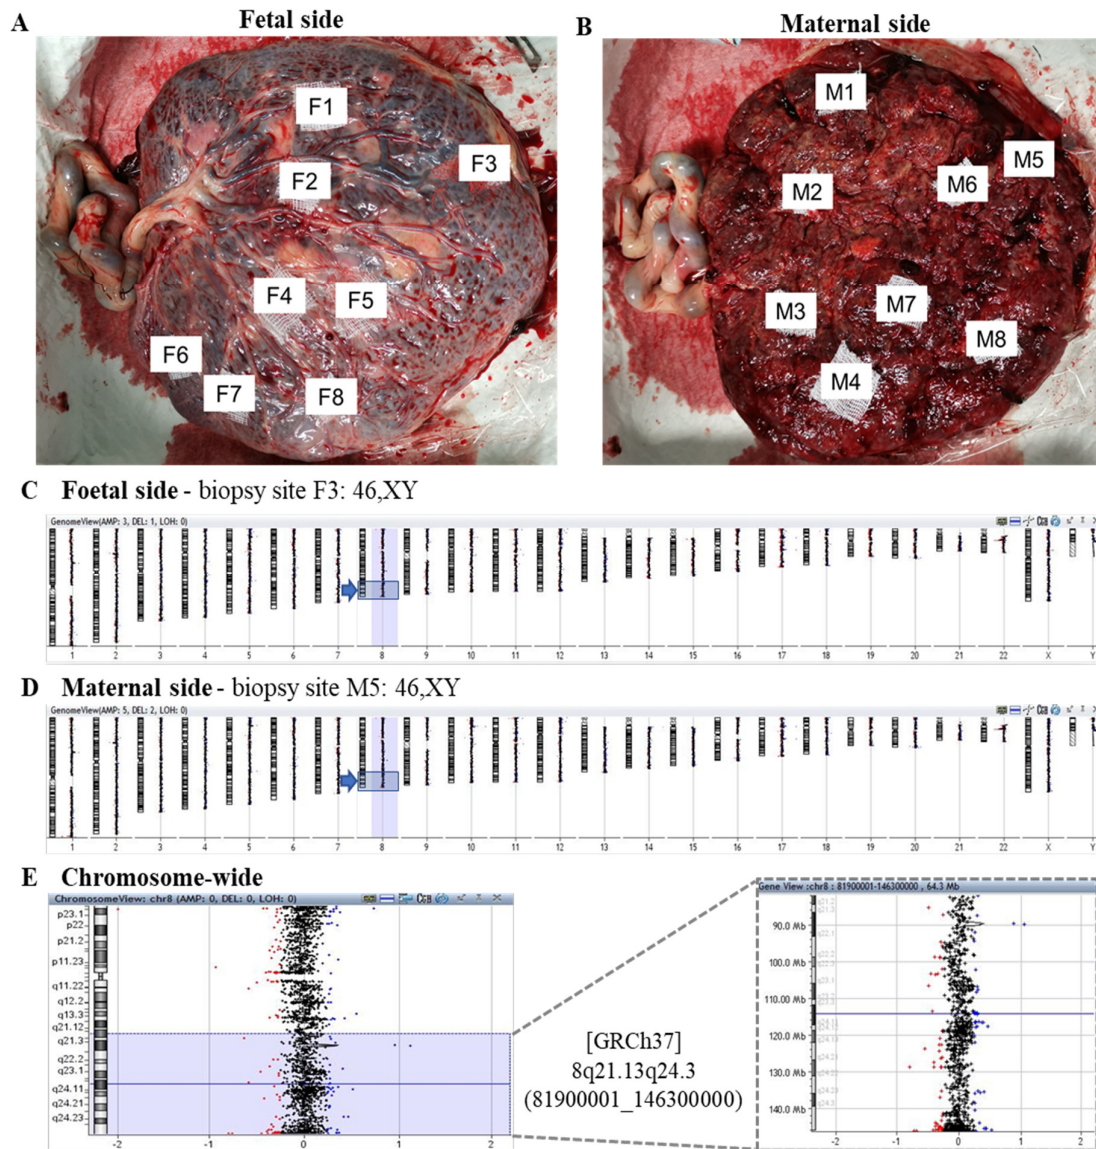 A
Fetal side
B
Maternal side
F1
F2
F3
F4
F5
F6
F7
F8
M1
M2
M3
M4
M5
M6
M7
M8
C Foetal side - biopsy site F3: 46,XY
GenomeView(AMP: 3, DEL: 1, LOH: 0)
1 2 3 4 5 6 7 8 9 10 11 12 13 14 15 16 17 18 19 20 21 22 X Y
D Maternal side - biopsy site M5: 46,XY
GenomeView(AMP: 5, DEL: 2, LOH: 0)
1 2 3 4 5 6 7 8 9 10 11 12 13 14 15 16 17 18 19 20 21 22 X Y
E Chromosome-wide
ChromosomeView: chr8 (AMP: 0, DEL: 0, LOH: 0)
p23.1
p22
p21.2
p11.23
q11.22
q12.2
q13.3
q21.12
q21.3
q22.2
q23.1
q24.11
q24.21
q24.23
-2 -1 0 1 2
[GRCh37]
8q21.13q24.3
(81900001_146300000)
Gene View :chr8 : 81900001-146300000 , 64.3 Mb
90.0 Mb
100.0 Mb
110.00 Mb
120.0 Mb
130.0 Mb
140.0 Mb
-2 -1 0 1 2